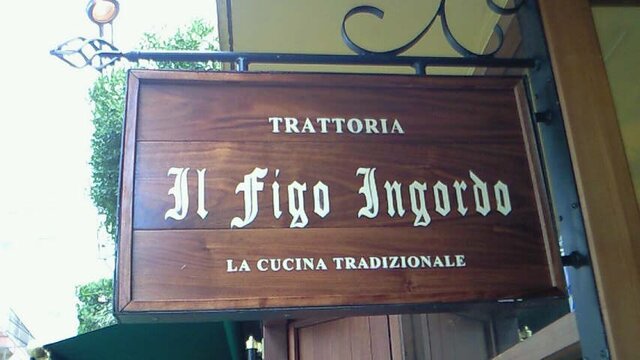 TRATTORIA
Il Figo Ingordo
LA CUCINA TRADIZIONALE